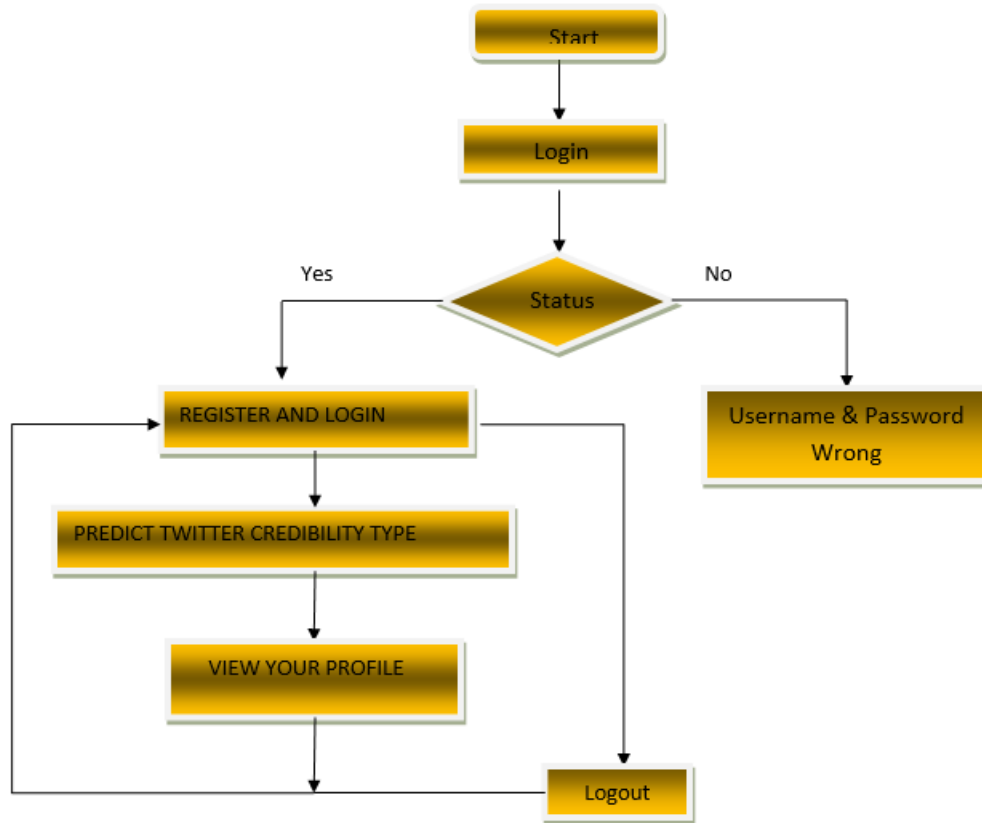 Start
Login
Yes
Status
No
REGISTER AND LOGIN
Username & Password
Wrong
PREDICT TWITTER CREDIBILITY TYPE
VIEW YOUR PROFILE
Logout